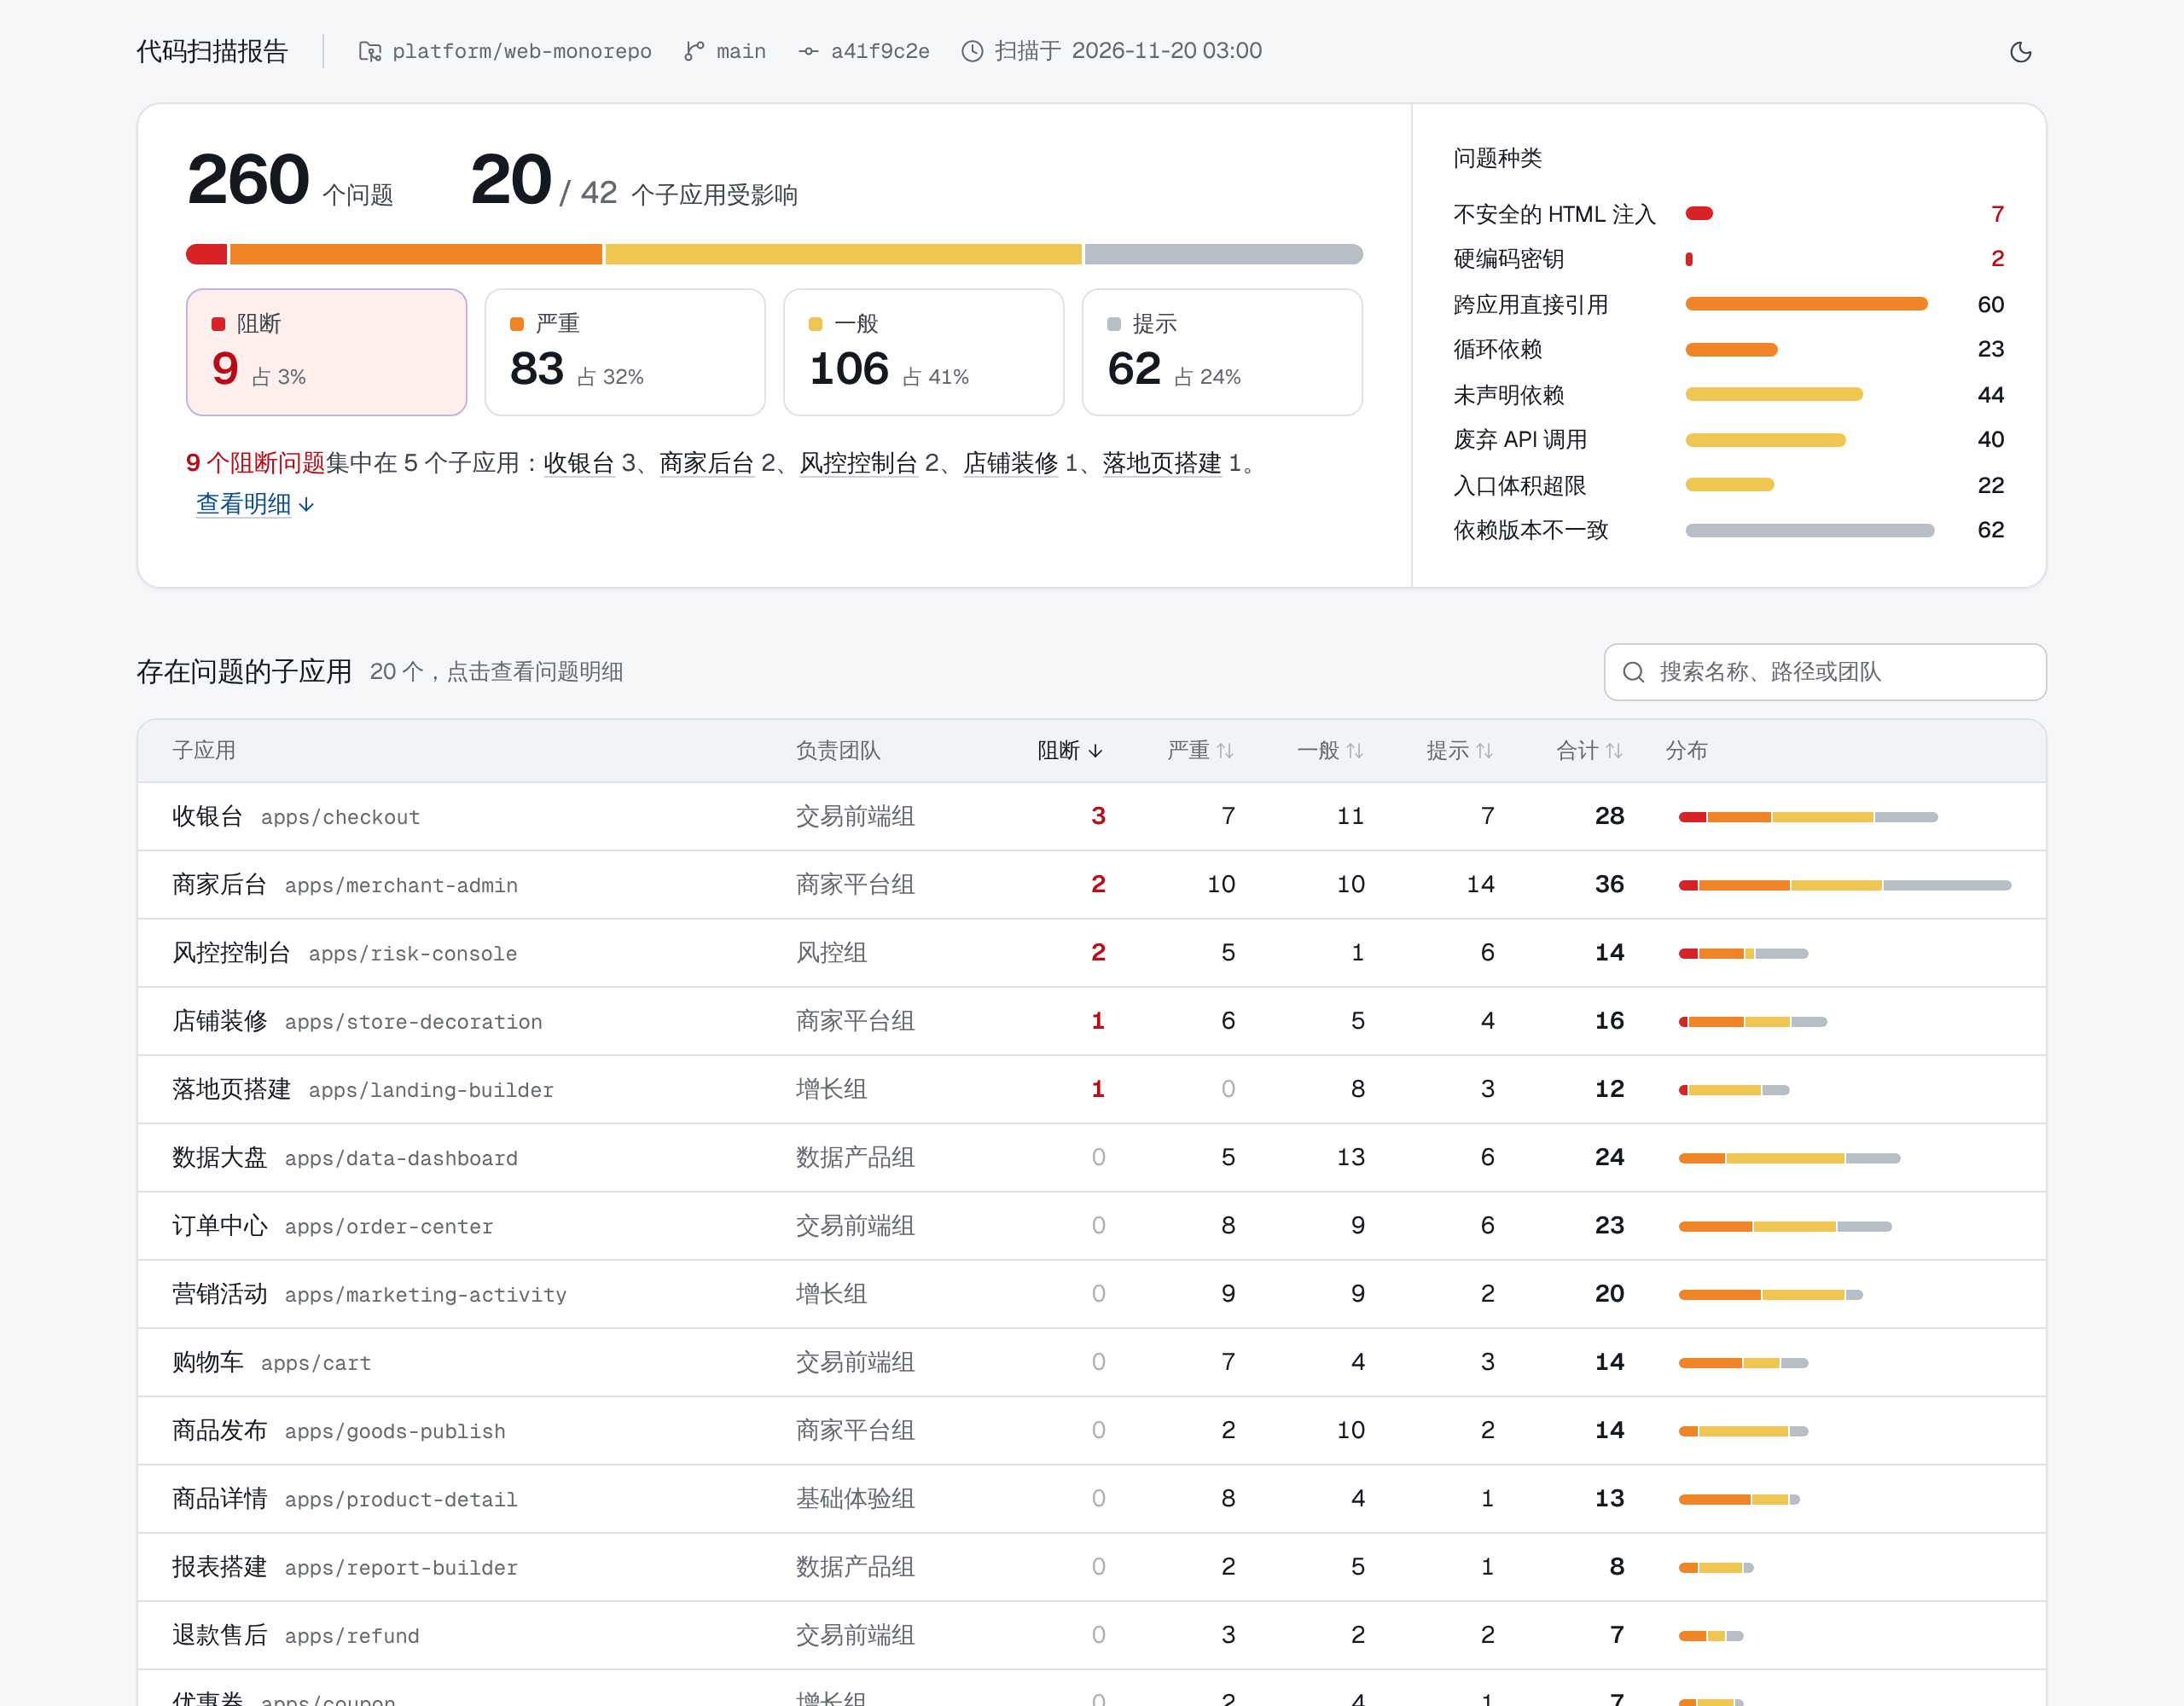 代码扫描报告 platform/web-monorepo main a41f9c2e 扫描于 2026-11-20 03:00
260 个问题 20 / 42 个子应用受影响
阻断 严重 一般 提示
9 占 3% 83 占 32% 106 占 41% 62 占 24%
9 个阻断问题集中在 5 个子应用：收银台 3、商家后台 2、风控控制台 2、店铺装修 1、落地页搭建 1。
查看明细 ↓
问题种类
不安全的 HTML 注入 7
硬编码密钥 2
跨应用直接引用 60
循环依赖 23
未声明依赖 44
废弃 API 调用 40
入口体积超限 22
依赖版本不一致 62
存在问题的子应用 20 个，点击查看问题明细 搜索名称、路径或团队
子应用 负责团队 阻断 ↓ 严重 一般 提示 合计 分布
收银台 apps/checkout 交易前端组 3 7 11 7 28
商家后台 apps/merchant-admin 商家平台组 2 10 10 14 36
风控控制台 apps/risk-console 风控组 2 5 1 6 14
店铺装修 apps/store-decoration 商家平台组 1 6 5 4 16
落地页搭建 apps/landing-builder 增长组 1 0 8 3 12
数据大盘 apps/data-dashboard 数据产品组 0 5 13 6 24
订单中心 apps/order-center 交易前端组 0 8 9 6 23
营销活动 apps/marketing-activity 增长组 0 9 9 2 20
购物车 apps/cart 交易前端组 0 7 4 3 14
商品发布 apps/goods-publish 商家平台组 0 2 10 2 14
商品详情 apps/product-detail 基础体验组 0 8 4 1 13
报表搭建 apps/report-builder 数据产品组 0 2 5 1 8
退款售后 apps/refund 交易前端组 0 3 2 2 7
优惠券 apps/coupon 增长组 0 2 4 1 7